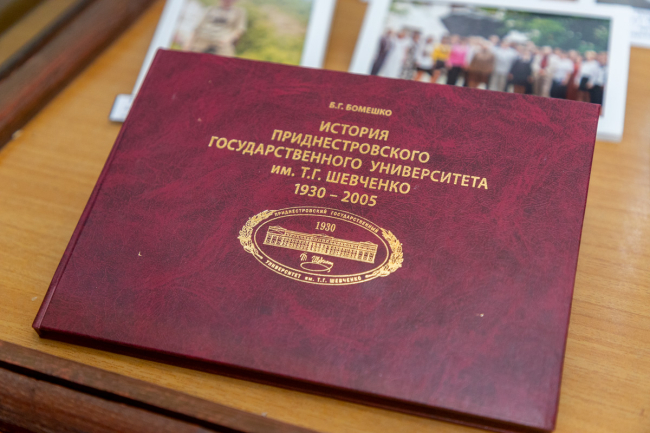 Б.Г. БОМЕШКО
ИСТОРИЯ
ПРИДНЕСТРОВСКОГО
ГОСУДАРСТВЕННОГО УНИВЕРСИТЕТА
ИМ. Т.Г. ШЕВЧЕНКО
1930 – 2005
ПРИДНЕСТРОВСКИЙ ГОСУДАРСТВЕННЫЙ
1930
УНИВЕРСИТЕТ ИМ. Т.Г. ШЕВЧЕНКО